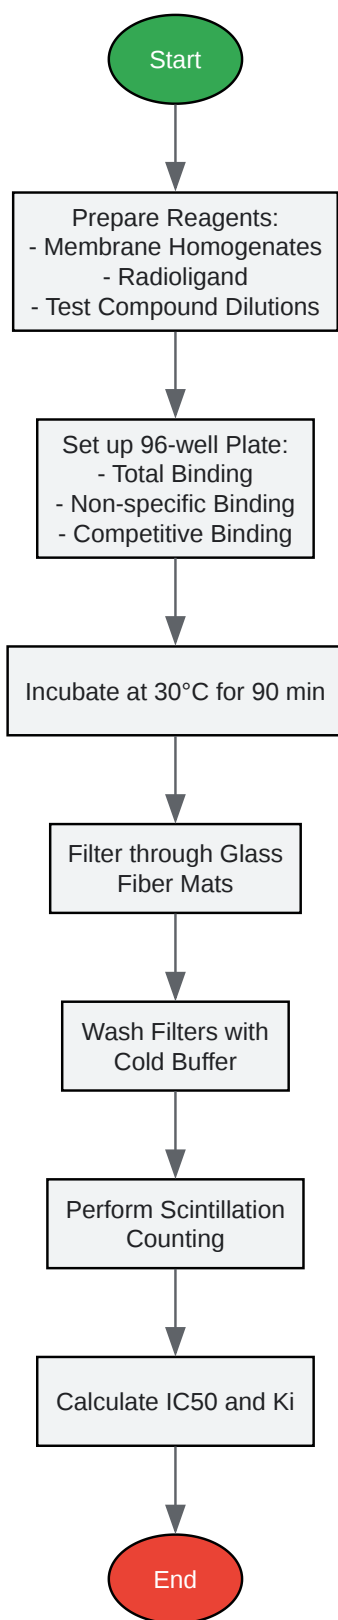 Start
Prepare Reagents:
- Membrane Homogenates
- Radioligand
- Test Compound Dilutions
Set up 96-well Plate:
- Total Binding
- Non-specific Binding
- Competitive Binding
Incubate at 30°C for 90 min
Filter through Glass
Fiber Mats
Wash Filters with
Cold Buffer
Perform Scintillation
Counting
Calculate IC50 and Ki
End